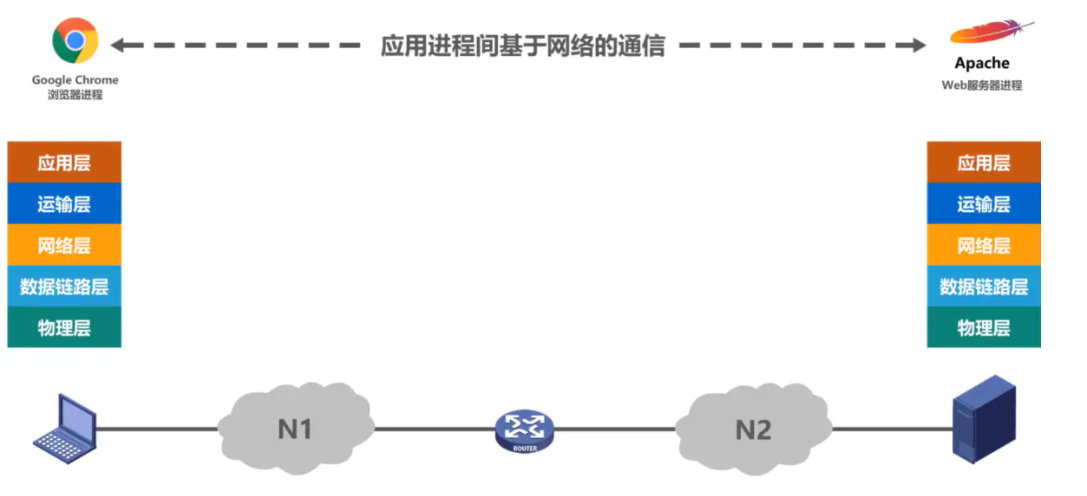 应用进程间基于网络的通信
Google Chrome
浏览器进程
Apache
Web服务器进程
应用层
运输层
网络层
数据链路层
物理层
应用层
运输层
网络层
数据链路层
物理层
N1
ROUTER
N2